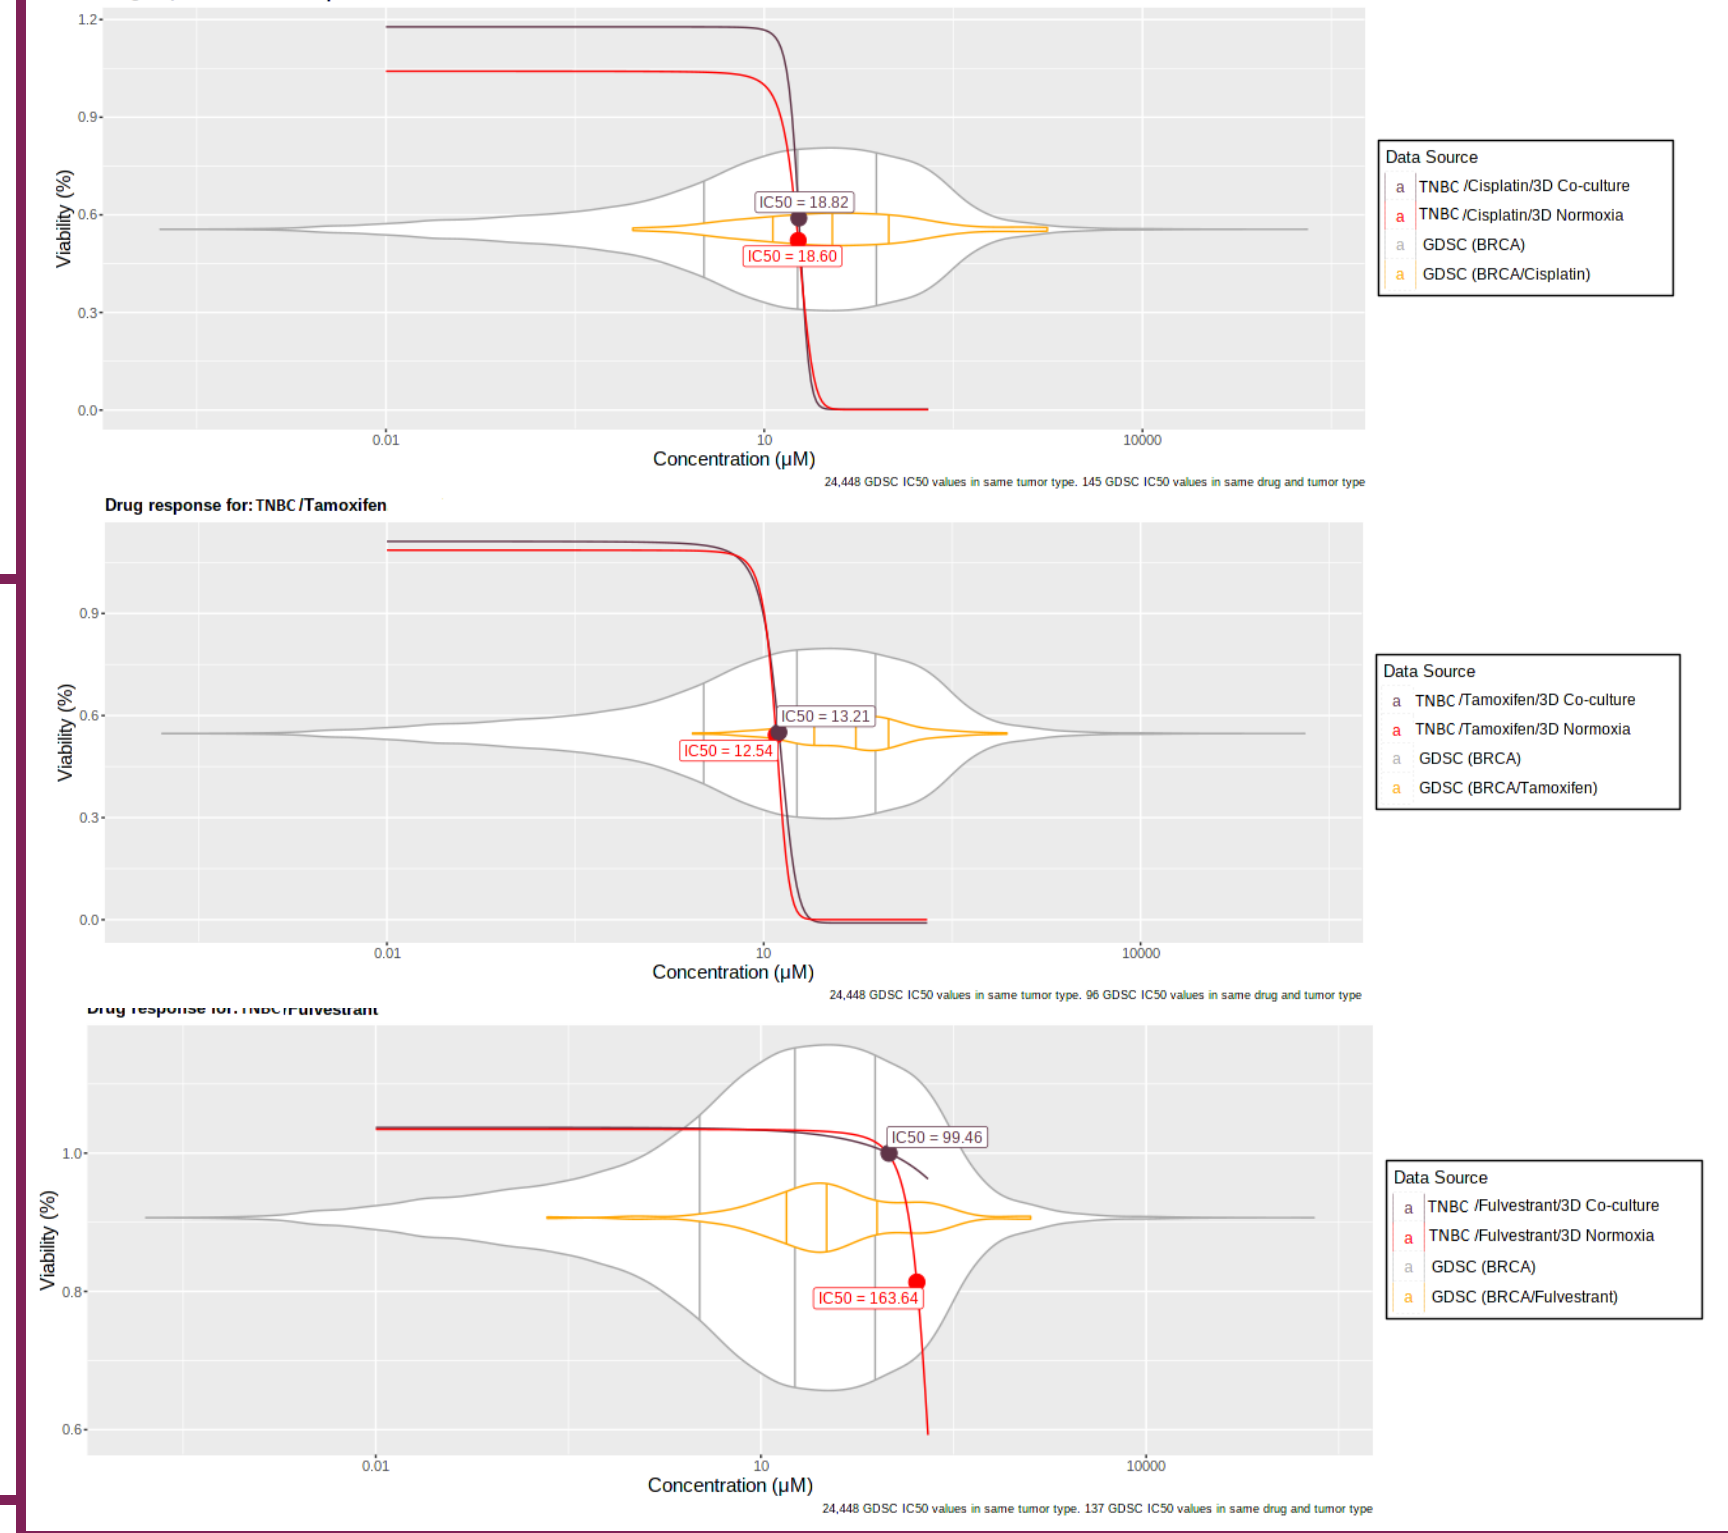 1.2
0.9
0.6
0.3
0.0
Viability (%)
IC50 = 18.82
IC50 = 18.60
0.01 10 10000
Concentration (μM)
24,448 GDSC IC50 values in same tumor type. 145 GDSC IC50 values in same drug and tumor type
Data Source
a TNBC /Cisplatin/3D Co-culture
a TNBC /Cisplatin/3D Normoxia
a GDSC (BRCA)
a GDSC (BRCA/Cisplatin)
Drug response for: TNBC /Tamoxifen
0.9
0.6
0.3
0.0
Viability (%)
IC50 = 13.21
IC50 = 12.54
0.01 10 10000
Concentration (μM)
24,448 GDSC IC50 values in same tumor type. 96 GDSC IC50 values in same drug and tumor type
Data Source
a TNBC /Tamoxifen/3D Co-culture
a TNBC /Tamoxifen/3D Normoxia
a GDSC (BRCA)
a GDSC (BRCA/Tamoxifen)
Drug response for: TNBC /Fulvestrant
1.0
0.8
0.6
Viability (%)
IC50 = 99.46
IC50 = 163.64
0.01 10 10000
Concentration (μM)
24,448 GDSC IC50 values in same tumor type. 137 GDSC IC50 values in same drug and tumor type
Data Source
a TNBC /Fulvestrant/3D Co-culture
a TNBC /Fulvestrant/3D Normoxia
a GDSC (BRCA)
a GDSC (BRCA/Fulvestrant)